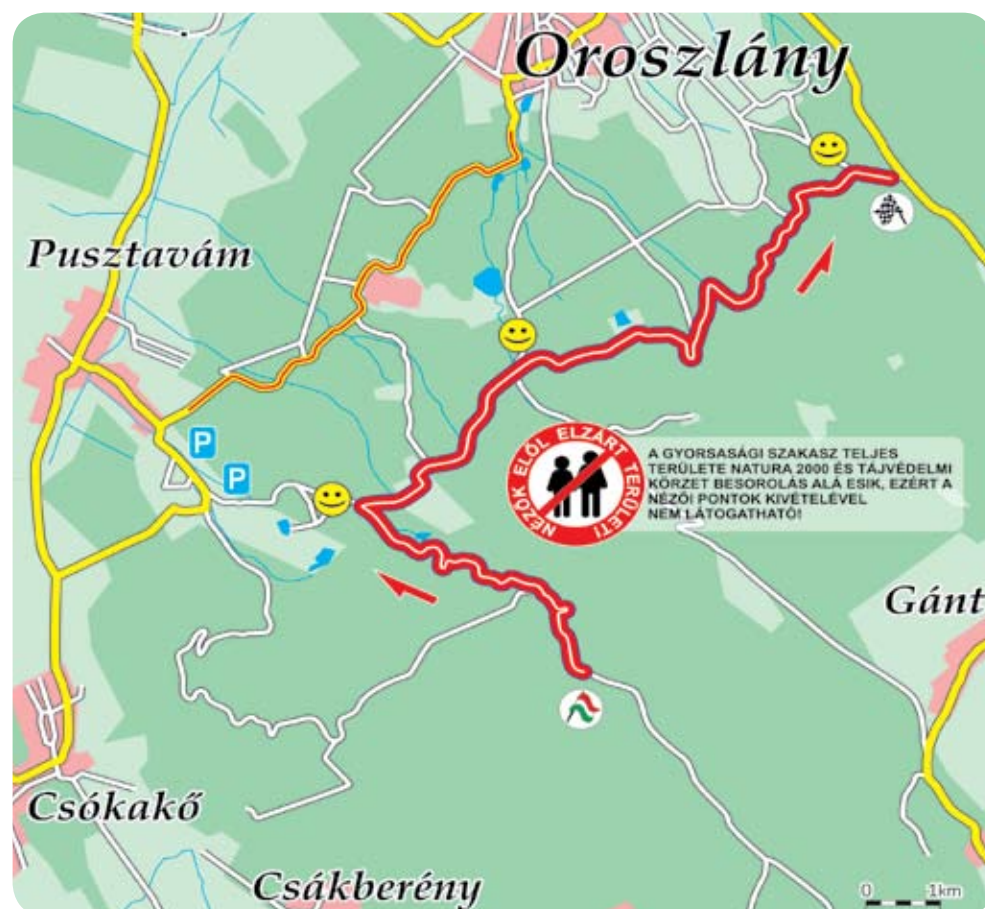 Oroszlány
Pusztavám
P
P
NÉZŐK ELŐL ELZÁRT TERÜLET!
A GYORSASÁGI SZAKASZ TELJES
TERÜLETE NATURA 2000 ÉS TÁJVÉDELMI
KÖRZET BESOROLÁS ALÁ ESIK, EZÉRT A
NÉZŐI PONTOK KIVÉTELÉVEL
NEM LÁTOGATHATÓ!
Gánt
Csókakő
Csákberény
0 1km